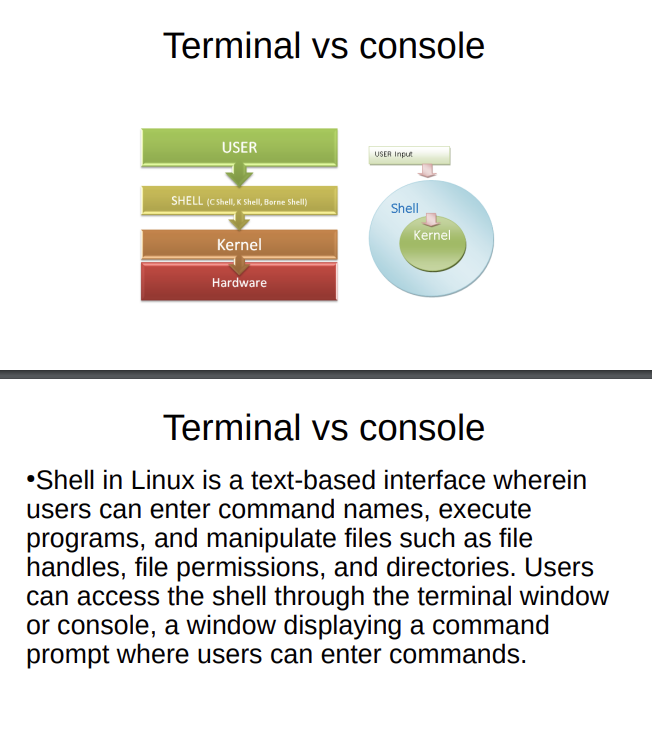 Terminal vs console
USER
SHELL (C Shell, K Shell, Borne Shell)
Kernel
Hardware
USER Input
Shell
Kernel
Terminal vs console
•Shell in Linux is a text-based interface wherein
users can enter command names, execute
programs, and manipulate files such as file
handles, file permissions, and directories. Users
can access the shell through the terminal window
or console, a window displaying a command
prompt where users can enter commands.